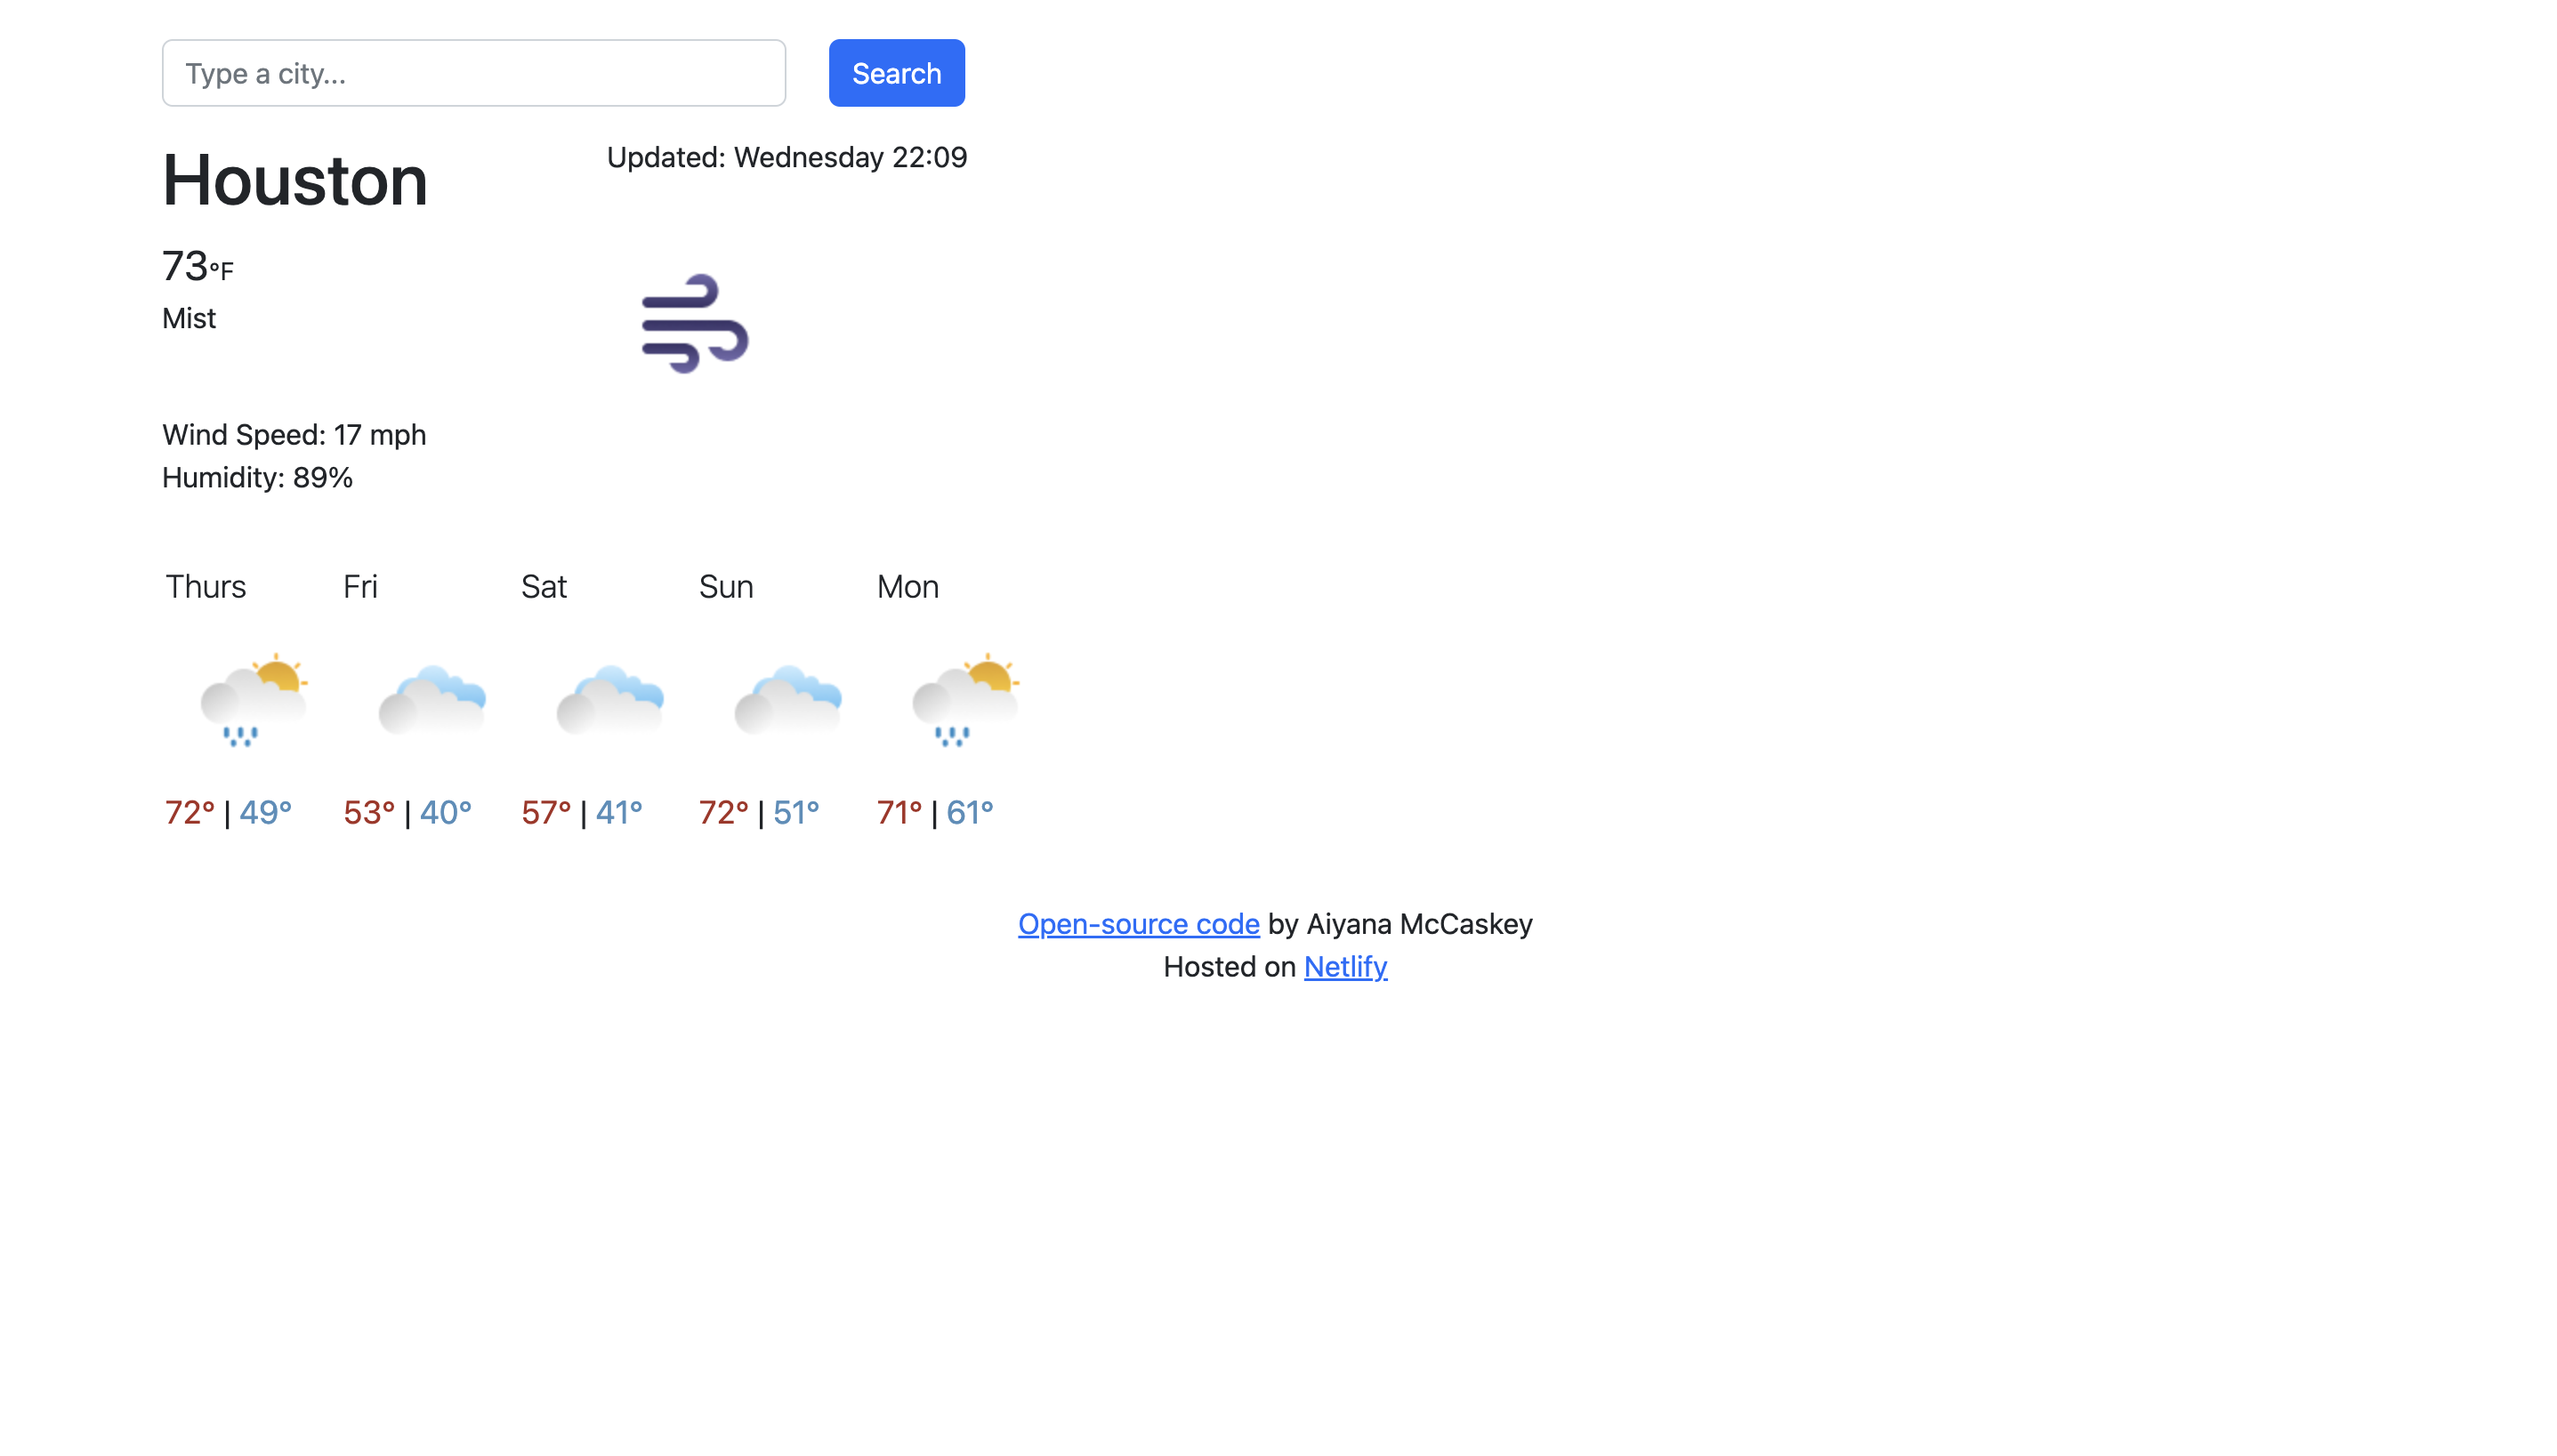 Type a city...
Search
Houston
Updated: Wednesday 22:09
73°F
Mist
Wind Speed: 17 mph
Humidity: 89%
Thurs Fri Sat Sun Mon
72° | 49° 53° | 40° 57° | 41° 72° | 51° 71° | 61°
Open-source code by Aiyana McCaskey
Hosted on Netlify